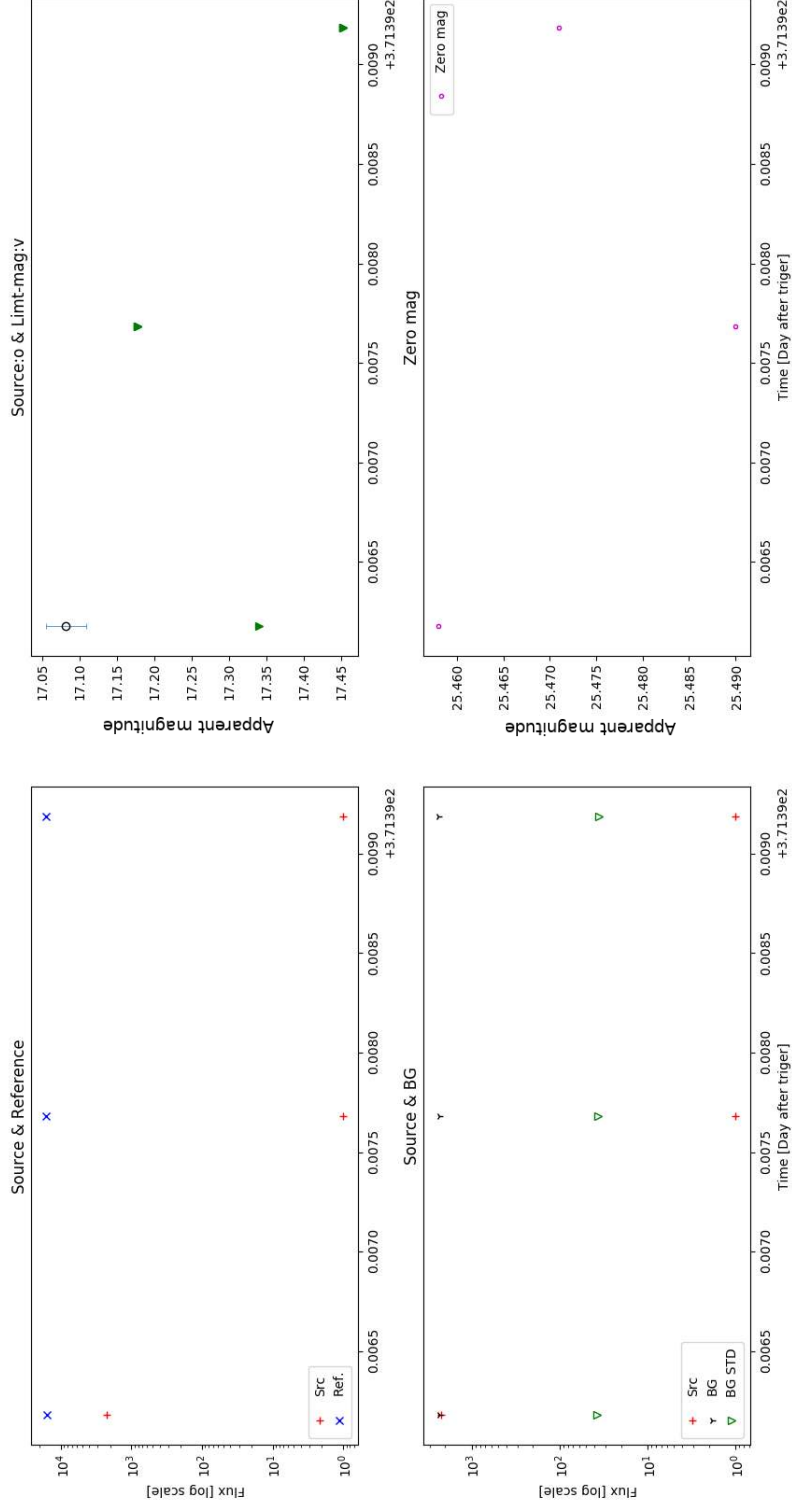 Source & Reference
Flux [log scale]
10⁴
10³
10²
10¹
10⁰
Src
Ref.
0.0065
0.0070
0.0075
0.0080
0.0085
0.0090
+3.7139e2
Source:o & Limt-mag:v
Apparent magnitude
17.05
17.10
17.15
17.20
17.25
17.30
17.35
17.40
17.45
0.0065
0.0070
0.0075
0.0080
0.0085
0.0090
+3.7139e2
Source & BG
Flux [log scale]
10³
10²
10¹
10⁰
Src
BG
BG STD
0.0065
0.0070
0.0075
0.0080
0.0085
0.0090
+3.7139e2
Time [Day after triger]
Zero mag
Apparent magnitude
25.460
25.465
25.470
25.475
25.480
25.485
25.490
Zero mag
0.0065
0.0070
0.0075
0.0080
0.0085
0.0090
+3.7139e2
Time [Day after triger]